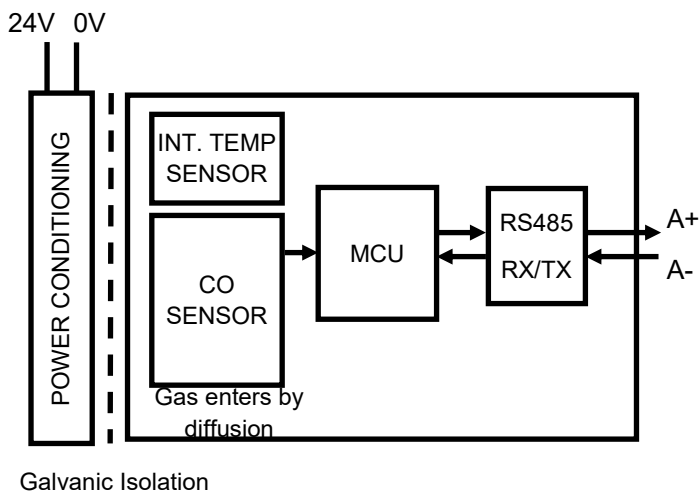 24V 0V
POWER CONDITIONING
INT. TEMP
SENSOR
CO
SENSOR
Gas enters by
diffusion
MCU
RS485
RX/TX
A+
A-
Galvanic Isolation